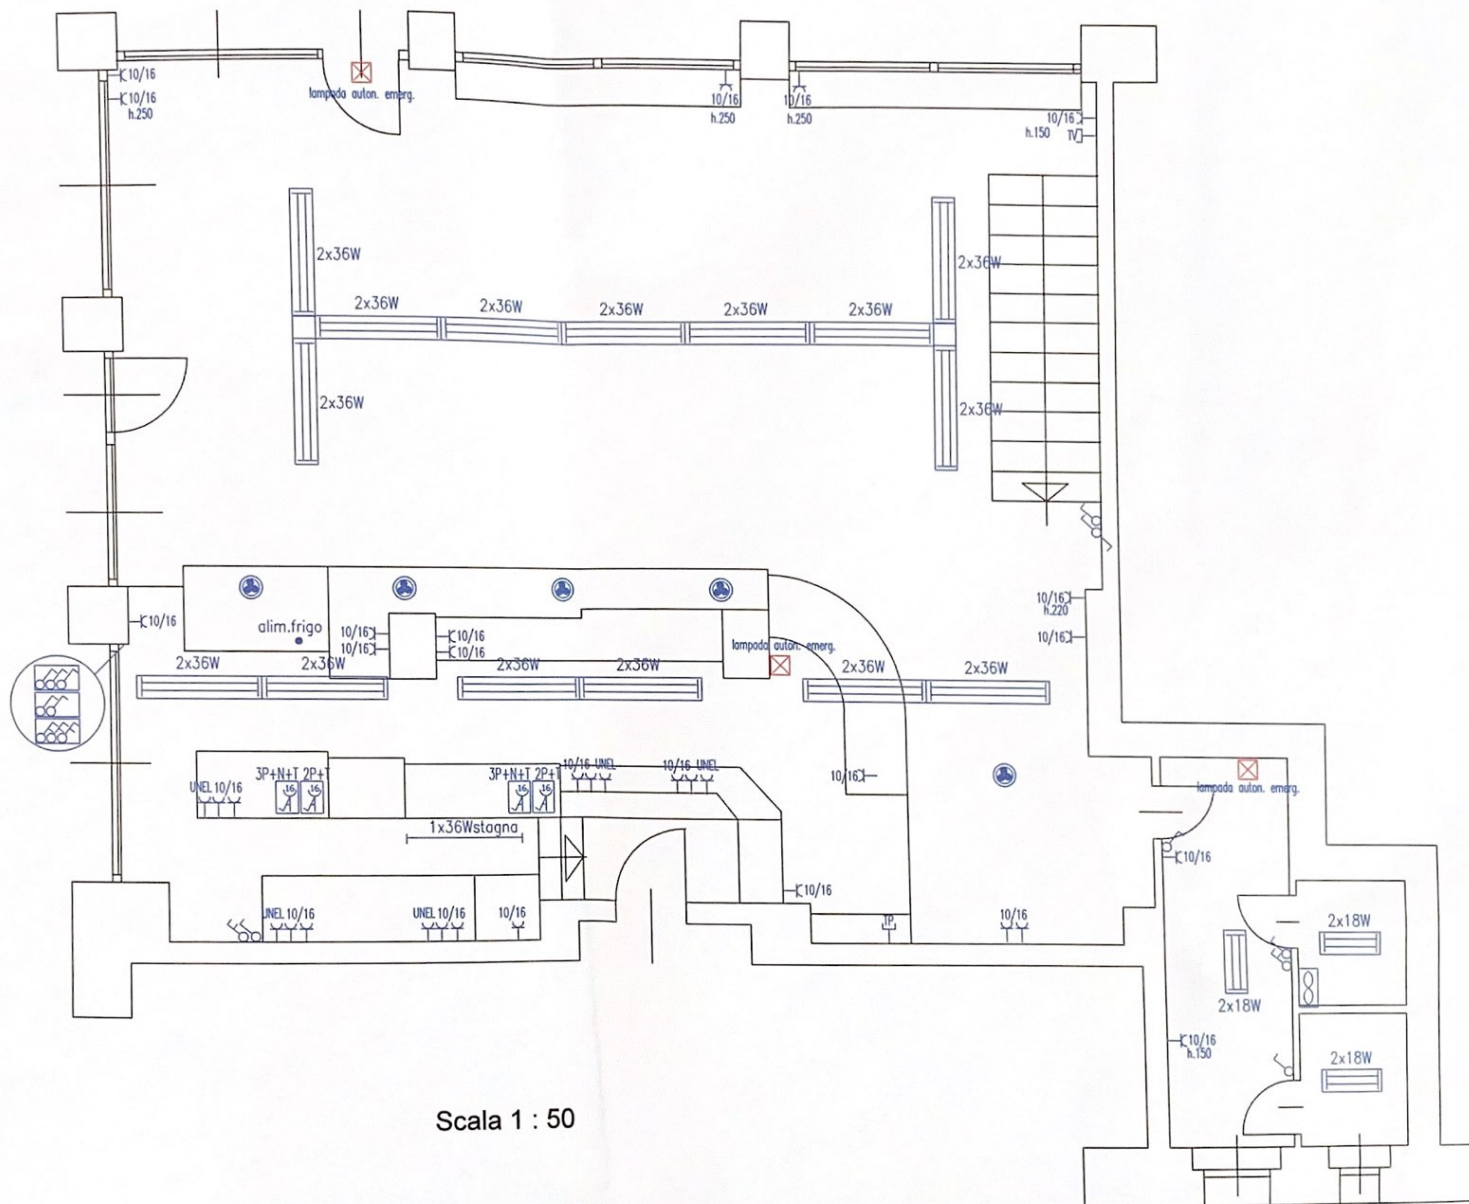 10/16
10/16
h.250
lampada auton. emerg.
10/16
h.250
10/16
h.250
10/16
h.150
TV
2x36W
2x36W
2x36W
2x36W
2x36W
2x36W
2x36W
2x36W
2x36W
10/16
h.220
10/16
10/16
alim.frigo
10/16
10/16
10/16
10/16
lampada auton. emerg.
2x36W
2x36W
2x36W
2x36W
2x36W
2x36W
UNEL 10/16
3P+N+T 2P+T
16
16
3P+N+T 2P+T
16
16
10/16 UNEL
10/16 UNEL
10/16
lampada auton. emerg.
1x36Wstagna
10/16
10/16
UNEL 10/16
UNEL 10/16
10/16
TP
10/16
2x18W
2x18W
10/16
h.150
2x18W
Scala 1 : 50